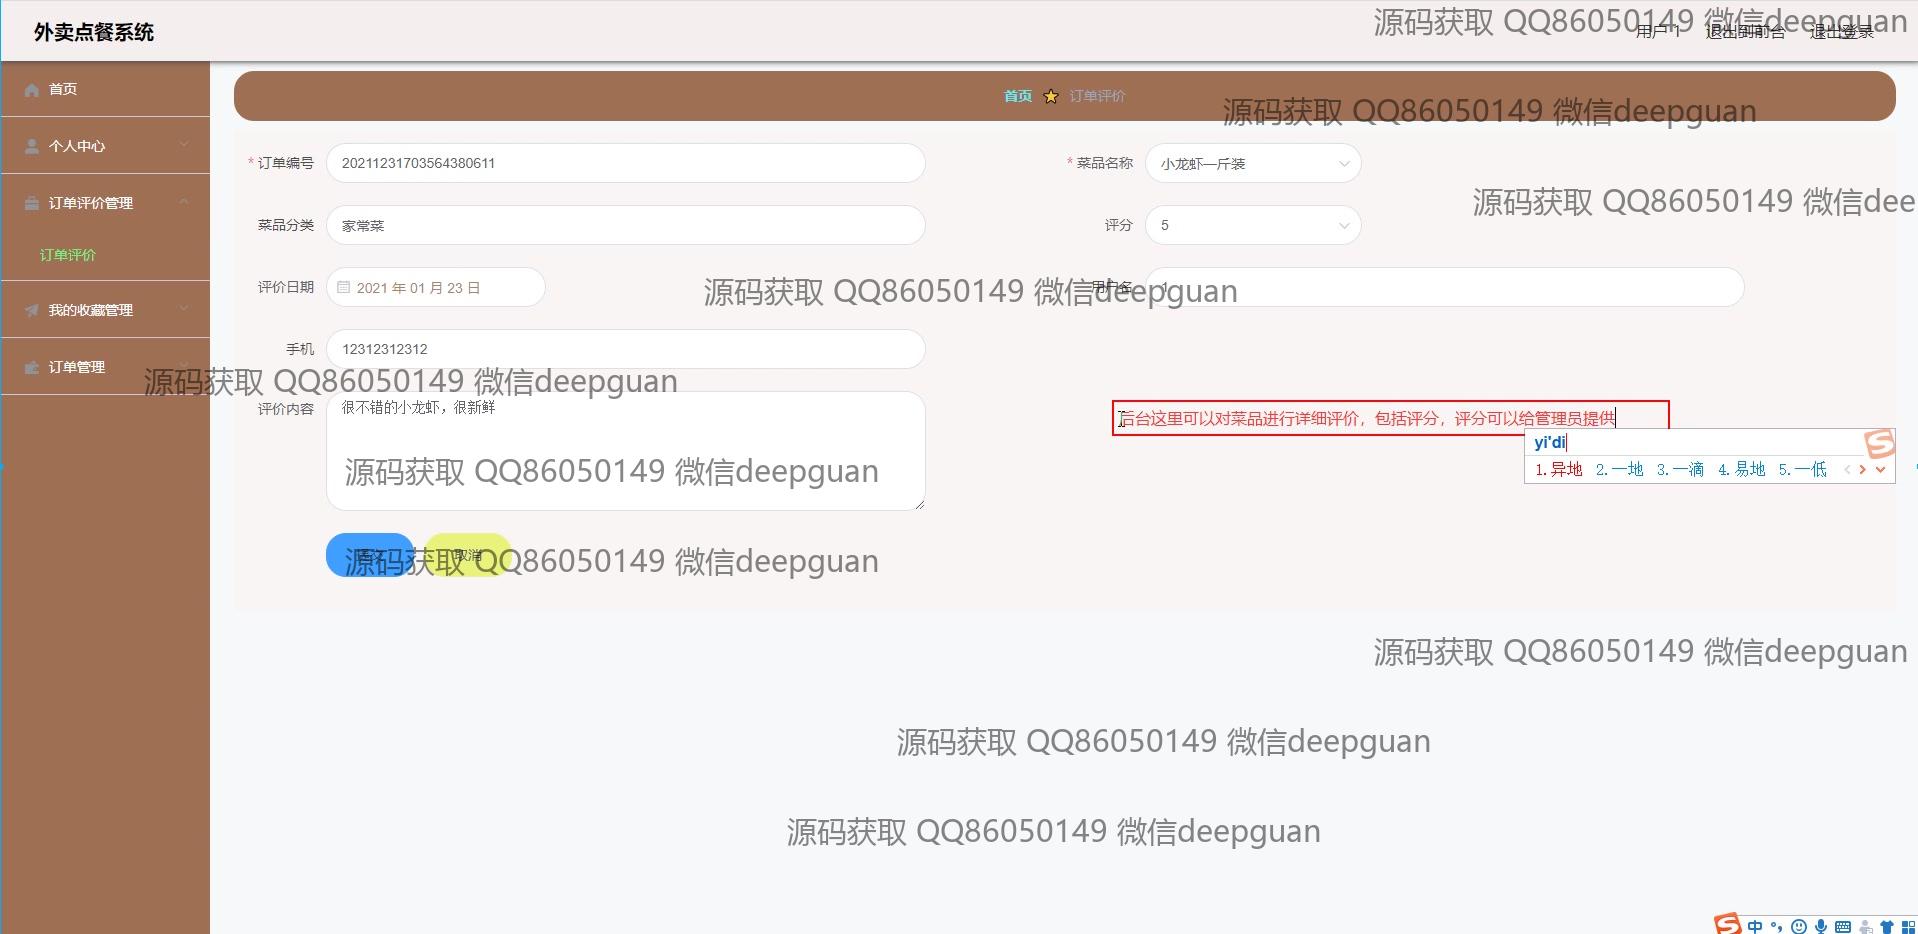 外卖点餐系统
源码获取 QQ86050149 微信deepguan
用户 1 退出到前台 退出登录
首页
首页 订单评价
源码获取 QQ86050149 微信deepguan
个人中心
* 订单编号 20211231703564380611
* 菜品名称 小龙虾一斤装
订单评价管理
源码获取 QQ86050149 微信dee
菜品分类 家常菜
评分 5
订单评价
评价日期 2021 年 01 月 23 日
用户名 1
源码获取 QQ86050149 微信deepguan
我的收藏管理
手机 12312312312
订单管理
源码获取 QQ86050149 微信deepguan
评价内容 很不错的小龙虾，很新鲜
后台这里可以对菜品进行详细评价，包括评分，评分可以给管理员提供
yi'di
1.异地 2.一地 3.一滴 4.易地 5.一低
源码获取 QQ86050149 微信deepguan
取消
源码获取 QQ86050149 微信deepguan
源码获取 QQ86050149 微信deepguan
源码获取 QQ86050149 微信deepguan
源码获取 QQ86050149 微信deepguan
中